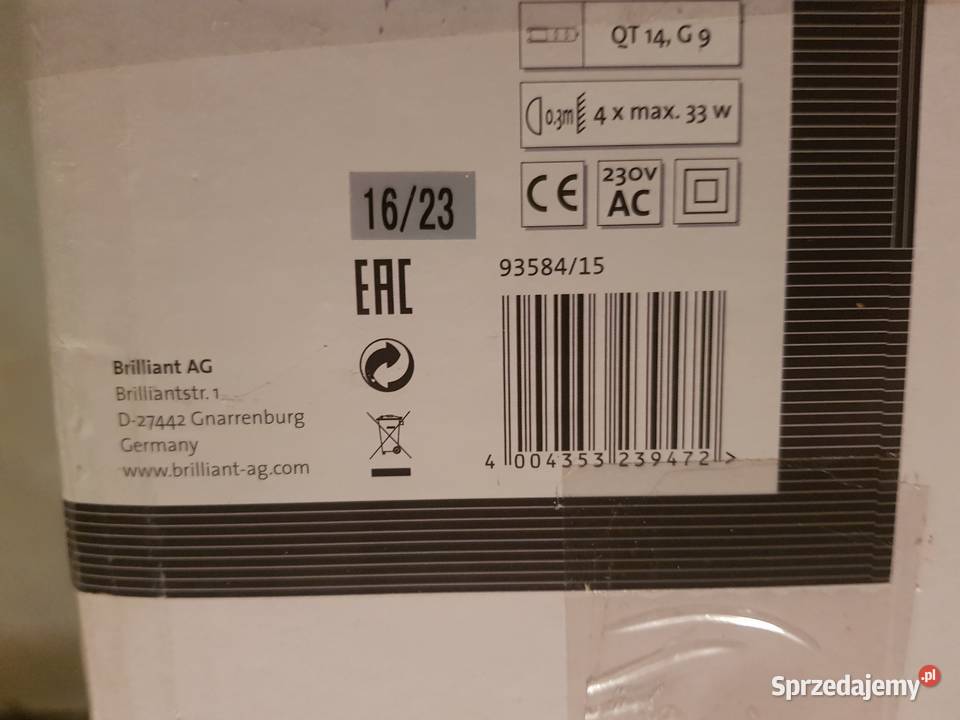 QT 14, G 9
0.3m 4 x max. 33 W
CE
230V
AC
16/23
EAC
93584/15
4 004353 239472 >
Brilliant AG
Brilliantstr. 1
D-27442 Gnarrenburg
Germany
www.brilliant-ag.com
Sprzedajemy.pl